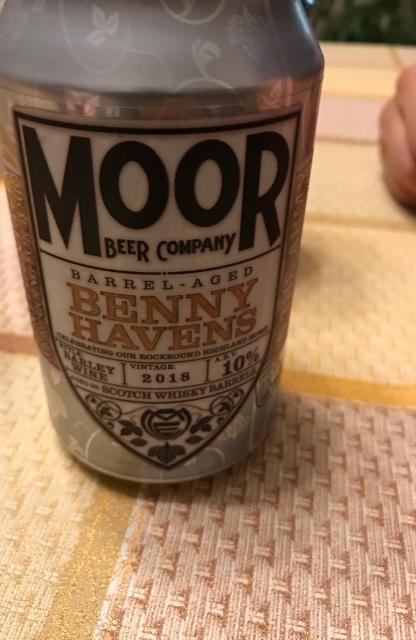 MOOR
BEER COMPANY
BARREL-AGED
BENNY
HAVENS
CELEBRATING OUR ROCKBOUND HIGHLAND HOME
STYLE:
BARLEY
WINE
VINTAGE:
2018
ABV
10%
AGED IN SCOTCH WHISKY BARRELS